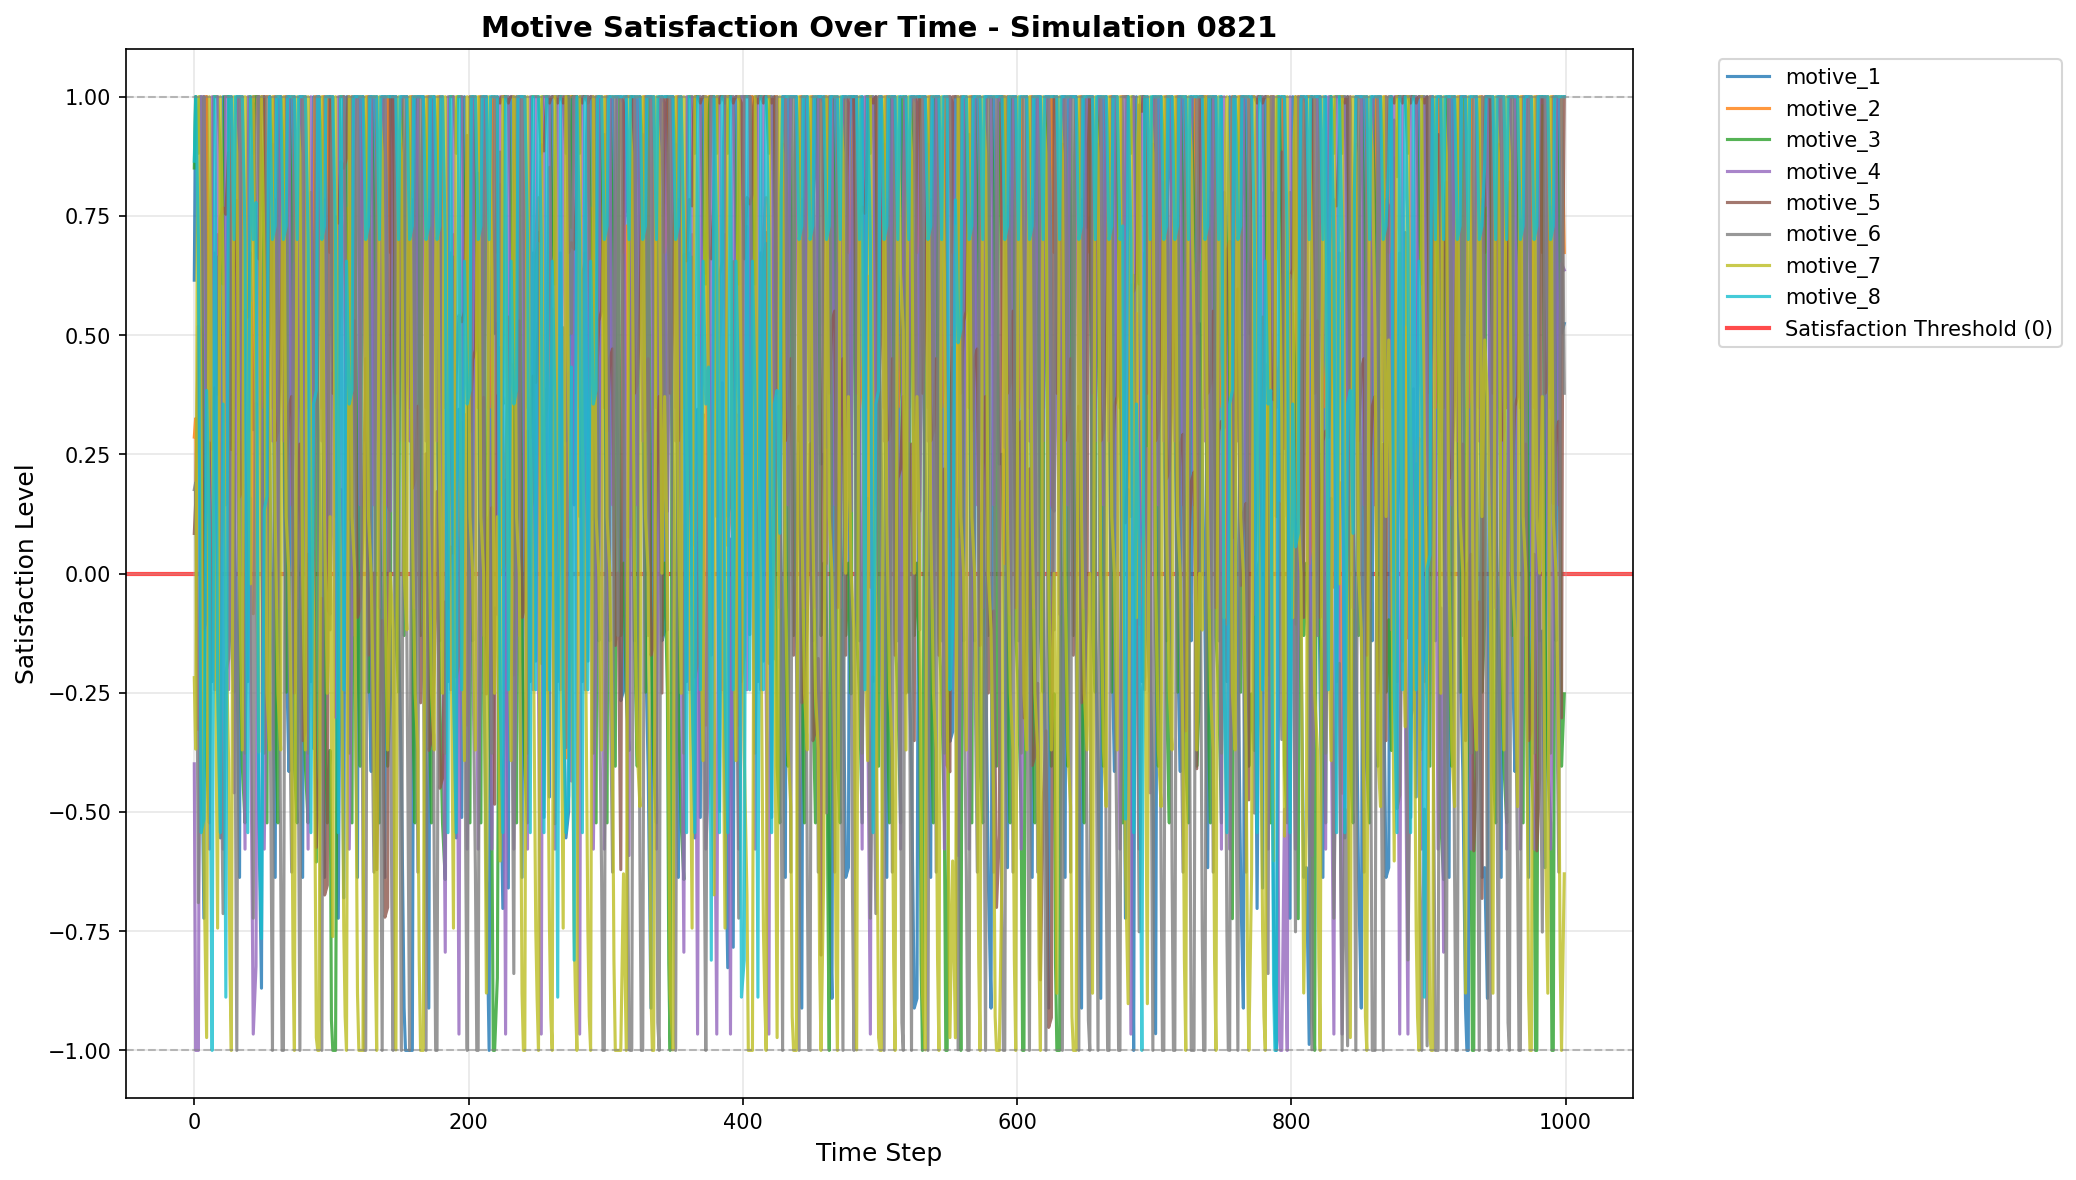 Motive Satisfaction Over Time - Simulation 0821
1.00
0.75
0.50
0.25
0.00
−0.25
−0.50
−0.75
−1.00
Satisfaction Level
0
200
400
600
800
1000
Time Step
motive_1
motive_2
motive_3
motive_4
motive_5
motive_6
motive_7
motive_8
Satisfaction Threshold (0)